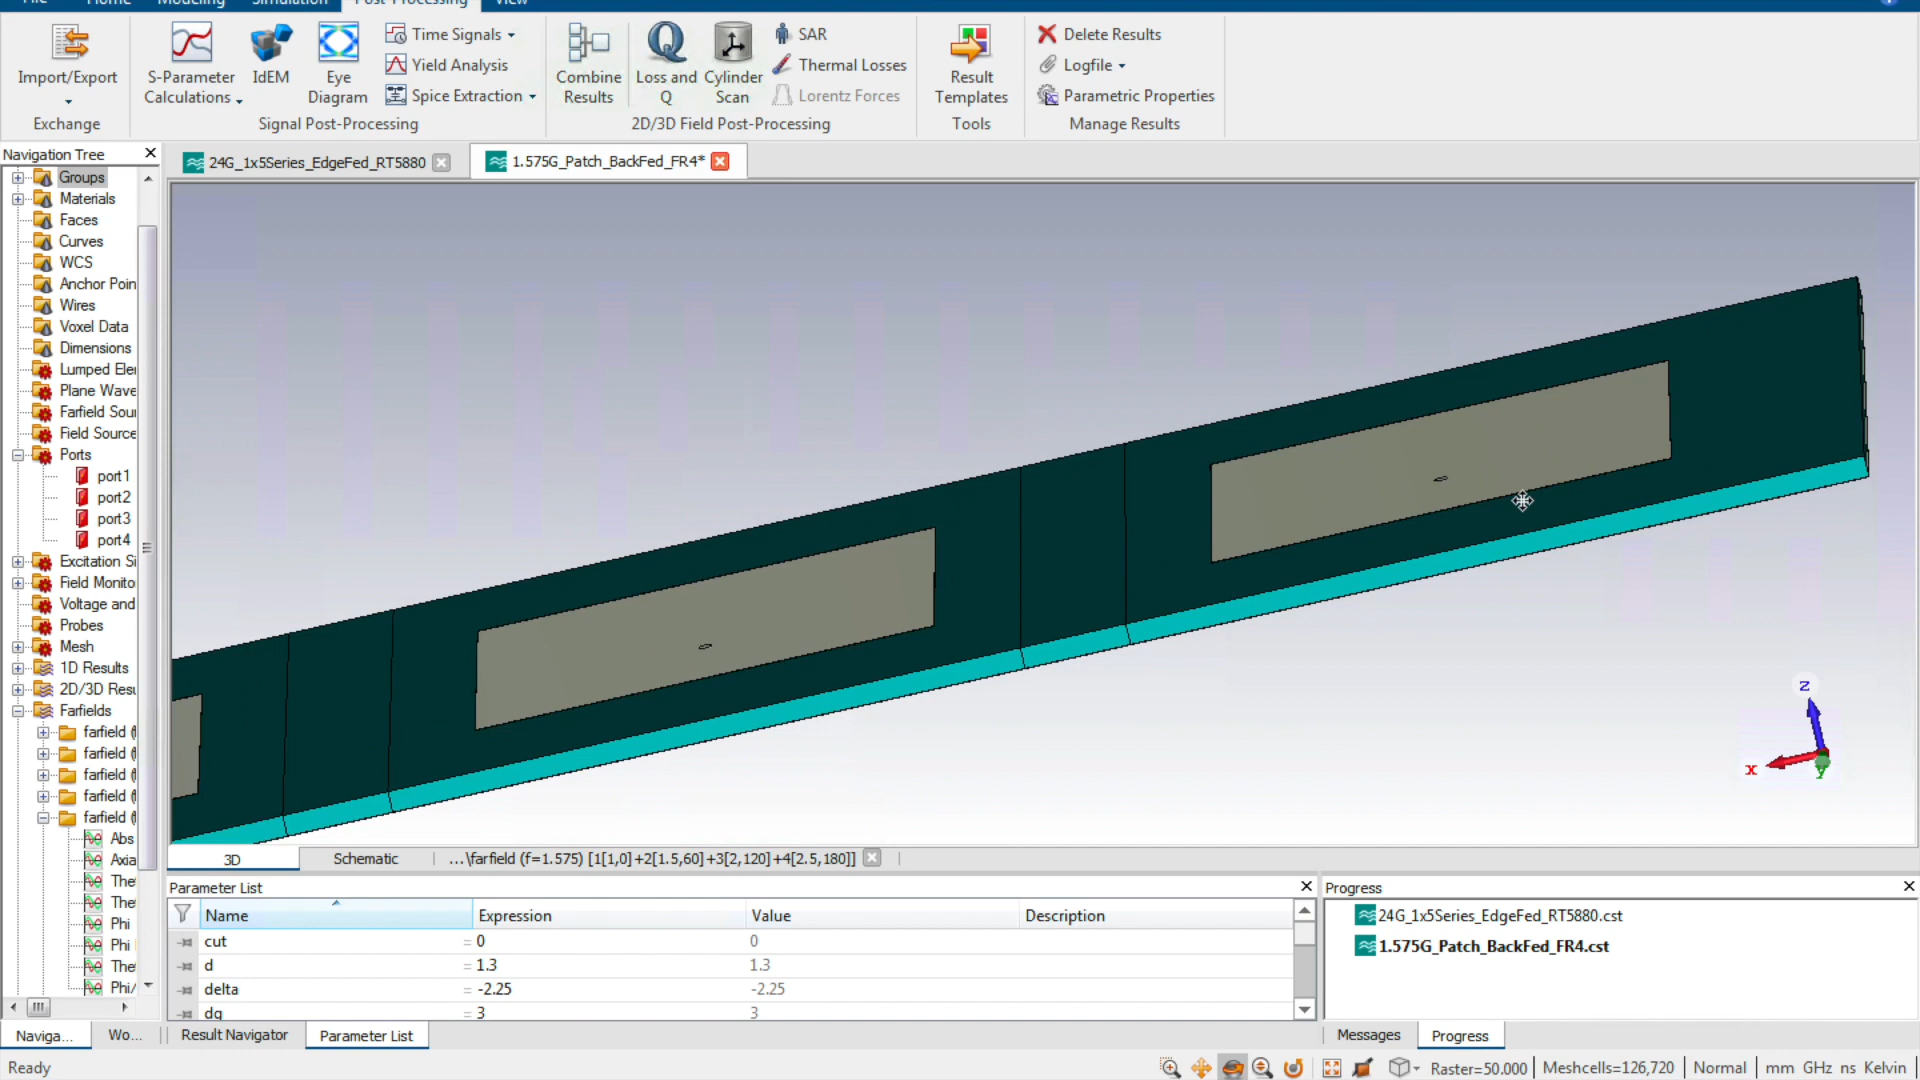 File Home Modeling Simulation Post-Processing View
Import/Export
Exchange
S-Parameter
Calculations
IdEM
Eye
Diagram
Time Signals
Yield Analysis
Spice Extraction
Signal Post-Processing
Combine
Results
Loss and
Q
Cylinder
Scan
SAR
Thermal Losses
Lorentz Forces
2D/3D Field Post-Processing
Result
Templates
Tools
Delete Results
Logfile
Parametric Properties
Manage Results
Navigation Tree
Groups
Materials
Faces
Curves
WCS
Anchor Poin
Wires
Voxel Data
Dimensions
Lumped Ele
Plane Wave
Farfield Sou
Field Source
Ports
port1
port2
port3
port4
Excitation Si
Field Monito
Voltage and
Probes
Mesh
1D Results
2D/3D Resu
Farfields
farfield (
farfield (
farfield (
farfield (
farfield (
Abs
Axia
The
The
Phi
Phi
The
Phi/
Naviga...
Wo...
24G_1x5Series_EdgeFed_RT5880
1.575G_Patch_BackFed_FR4*
z
x
y
3D
Schematic
...\farfield (f=1.575) [1[1,0]+2[1.5,60]+3[2,120]+4[2.5,180]]
Parameter List
Name Expression Value Description
cut = 0 0
d = 1.3 1.3
delta = -2.25 -2.25
dg = 3 3
Result Navigator
Parameter List
Progress
24G_1x5Series_EdgeFed_RT5880.cst
1.575G_Patch_BackFed_FR4.cst
Messages
Progress
Ready
Raster=50.000 Meshcells=126,720 Normal mm GHz ns Kelvin